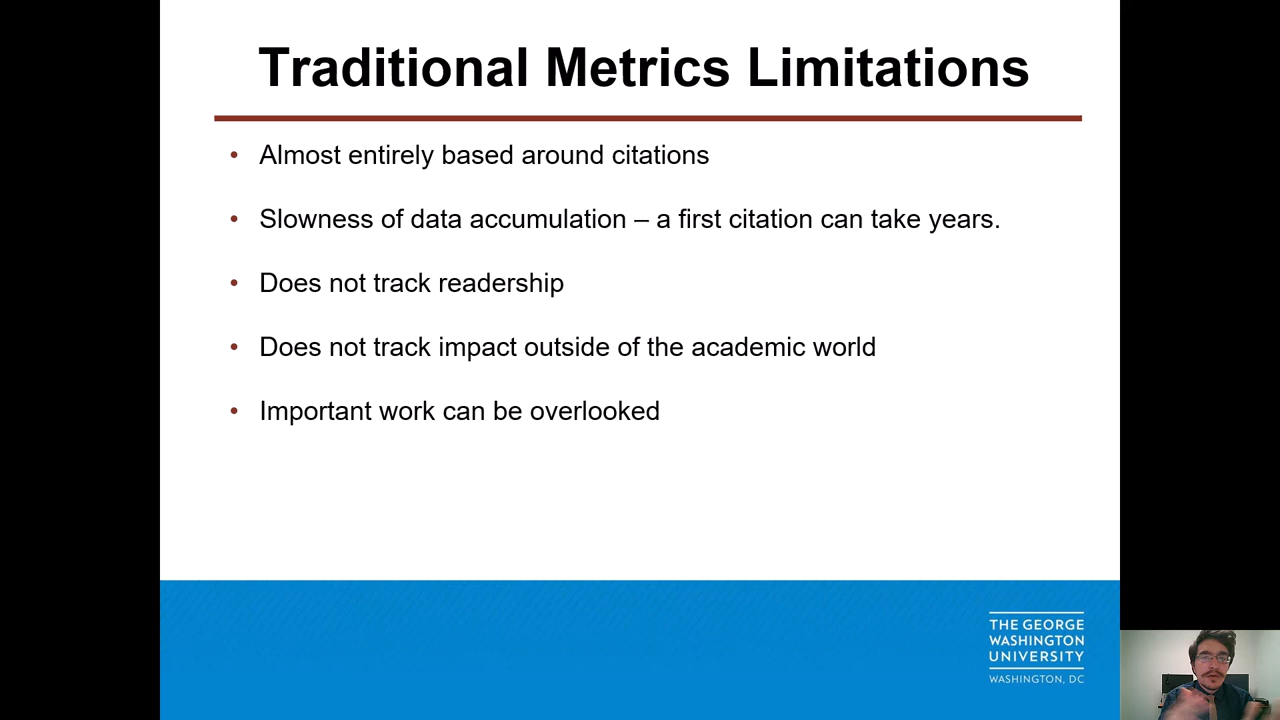 Traditional Metrics Limitations
• Almost entirely based around citations
• Slowness of data accumulation – a first citation can take years.
• Does not track readership
• Does not track impact outside of the academic world
• Important work can be overlooked
THE GEORGE
WASHINGTON
UNIVERSITY
WASHINGTON, DC